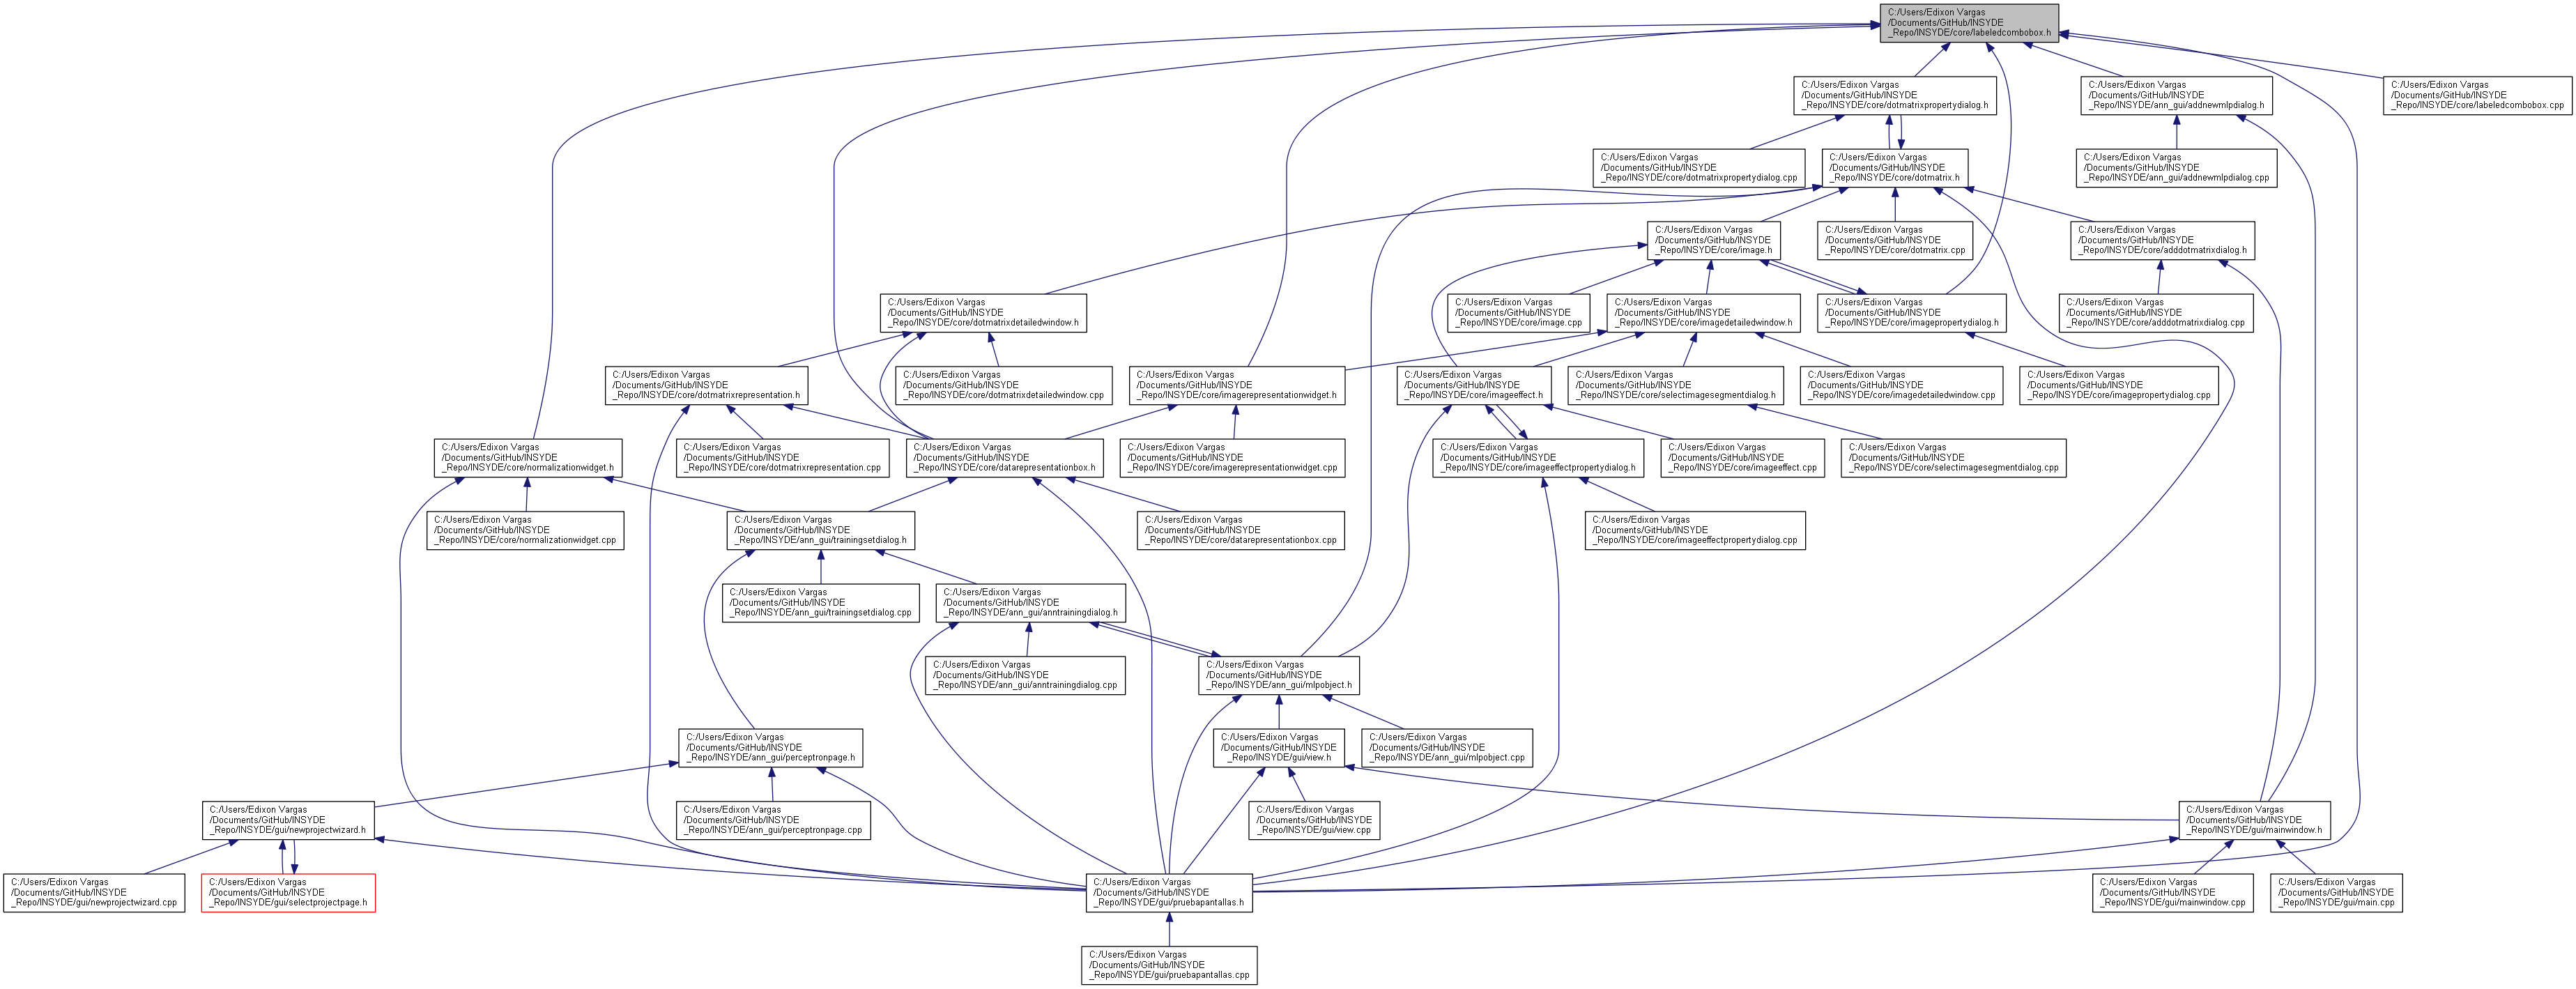 C:/Users/Edixon Vargas
/Documents/GitHub/INSYDE
_Repo/INSYDE/core/labeledcombobox.h
C:/Users/Edixon Vargas
/Documents/GitHub/INSYDE
_Repo/INSYDE/core/dotmatrixpropertydialog.h
C:/Users/Edixon Vargas
/Documents/GitHub/INSYDE
_Repo/INSYDE/ann_gui/addnewmlpdialog.h
C:/Users/Edixon Vargas
/Documents/GitHub/INSYDE
_Repo/INSYDE/core/labeledcombobox.cpp
C:/Users/Edixon Vargas
/Documents/GitHub/INSYDE
_Repo/INSYDE/core/dotmatrixpropertydialog.cpp
C:/Users/Edixon Vargas
/Documents/GitHub/INSYDE
_Repo/INSYDE/core/dotmatrix.h
C:/Users/Edixon Vargas
/Documents/GitHub/INSYDE
_Repo/INSYDE/ann_gui/addnewmlpdialog.cpp
C:/Users/Edixon Vargas
/Documents/GitHub/INSYDE
_Repo/INSYDE/core/image.h
C:/Users/Edixon Vargas
/Documents/GitHub/INSYDE
_Repo/INSYDE/core/dotmatrix.cpp
C:/Users/Edixon Vargas
/Documents/GitHub/INSYDE
_Repo/INSYDE/core/adddotmatrixdialog.h
C:/Users/Edixon Vargas
/Documents/GitHub/INSYDE
_Repo/INSYDE/core/dotmatrixdetailedwindow.h
C:/Users/Edixon Vargas
/Documents/GitHub/INSYDE
_Repo/INSYDE/core/image.cpp
C:/Users/Edixon Vargas
/Documents/GitHub/INSYDE
_Repo/INSYDE/core/imagedetailedwindow.h
C:/Users/Edixon Vargas
/Documents/GitHub/INSYDE
_Repo/INSYDE/core/imagepropertydialog.h
C:/Users/Edixon Vargas
/Documents/GitHub/INSYDE
_Repo/INSYDE/core/adddotmatrixdialog.cpp
C:/Users/Edixon Vargas
/Documents/GitHub/INSYDE
_Repo/INSYDE/core/dotmatrixrepresentation.h
C:/Users/Edixon Vargas
/Documents/GitHub/INSYDE
_Repo/INSYDE/core/dotmatrixdetailedwindow.cpp
C:/Users/Edixon Vargas
/Documents/GitHub/INSYDE
_Repo/INSYDE/core/imagerepresentationwidget.h
C:/Users/Edixon Vargas
/Documents/GitHub/INSYDE
_Repo/INSYDE/core/imageeffect.h
C:/Users/Edixon Vargas
/Documents/GitHub/INSYDE
_Repo/INSYDE/core/selectimagesegmentdialog.h
C:/Users/Edixon Vargas
/Documents/GitHub/INSYDE
_Repo/INSYDE/core/imagedetailedwindow.cpp
C:/Users/Edixon Vargas
/Documents/GitHub/INSYDE
_Repo/INSYDE/core/imagepropertydialog.cpp
C:/Users/Edixon Vargas
/Documents/GitHub/INSYDE
_Repo/INSYDE/core/normalizationwidget.h
C:/Users/Edixon Vargas
/Documents/GitHub/INSYDE
_Repo/INSYDE/core/dotmatrixrepresentation.cpp
C:/Users/Edixon Vargas
/Documents/GitHub/INSYDE
_Repo/INSYDE/core/datarepresentationbox.h
C:/Users/Edixon Vargas
/Documents/GitHub/INSYDE
_Repo/INSYDE/core/imagerepresentationwidget.cpp
C:/Users/Edixon Vargas
/Documents/GitHub/INSYDE
_Repo/INSYDE/core/imageeffectpropertydialog.h
C:/Users/Edixon Vargas
/Documents/GitHub/INSYDE
_Repo/INSYDE/core/imageeffect.cpp
C:/Users/Edixon Vargas
/Documents/GitHub/INSYDE
_Repo/INSYDE/core/selectimagesegmentdialog.cpp
C:/Users/Edixon Vargas
/Documents/GitHub/INSYDE
_Repo/INSYDE/core/normalizationwidget.cpp
C:/Users/Edixon Vargas
/Documents/GitHub/INSYDE
_Repo/INSYDE/ann_gui/trainingsetdialog.h
C:/Users/Edixon Vargas
/Documents/GitHub/INSYDE
_Repo/INSYDE/core/datarepresentationbox.cpp
C:/Users/Edixon Vargas
/Documents/GitHub/INSYDE
_Repo/INSYDE/core/imageeffectpropertydialog.cpp
C:/Users/Edixon Vargas
/Documents/GitHub/INSYDE
_Repo/INSYDE/ann_gui/trainingsetdialog.cpp
C:/Users/Edixon Vargas
/Documents/GitHub/INSYDE
_Repo/INSYDE/ann_gui/anntrainingdialog.h
C:/Users/Edixon Vargas
/Documents/GitHub/INSYDE
_Repo/INSYDE/ann_gui/anntrainingdialog.cpp
C:/Users/Edixon Vargas
/Documents/GitHub/INSYDE
_Repo/INSYDE/ann_gui/mlpobject.h
C:/Users/Edixon Vargas
/Documents/GitHub/INSYDE
_Repo/INSYDE/ann_gui/perceptronpage.h
C:/Users/Edixon Vargas
/Documents/GitHub/INSYDE
_Repo/INSYDE/gui/view.h
C:/Users/Edixon Vargas
/Documents/GitHub/INSYDE
_Repo/INSYDE/ann_gui/mlpobject.cpp
C:/Users/Edixon Vargas
/Documents/GitHub/INSYDE
_Repo/INSYDE/gui/newprojectwizard.h
C:/Users/Edixon Vargas
/Documents/GitHub/INSYDE
_Repo/INSYDE/ann_gui/perceptronpage.cpp
C:/Users/Edixon Vargas
/Documents/GitHub/INSYDE
_Repo/INSYDE/gui/view.cpp
C:/Users/Edixon Vargas
/Documents/GitHub/INSYDE
_Repo/INSYDE/gui/mainwindow.h
C:/Users/Edixon Vargas
/Documents/GitHub/INSYDE
_Repo/INSYDE/gui/newprojectwizard.cpp
C:/Users/Edixon Vargas
/Documents/GitHub/INSYDE
_Repo/INSYDE/gui/selectprojectpage.h
C:/Users/Edixon Vargas
/Documents/GitHub/INSYDE
_Repo/INSYDE/gui/pruebapantallas.h
C:/Users/Edixon Vargas
/Documents/GitHub/INSYDE
_Repo/INSYDE/gui/mainwindow.cpp
C:/Users/Edixon Vargas
/Documents/GitHub/INSYDE
_Repo/INSYDE/gui/main.cpp
C:/Users/Edixon Vargas
/Documents/GitHub/INSYDE
_Repo/INSYDE/gui/pruebapantallas.cpp